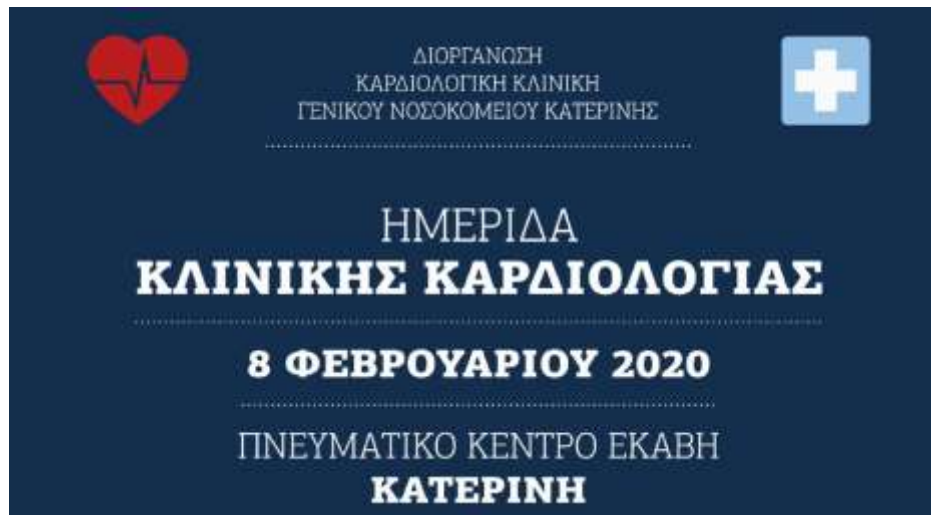 ΔΙΟΡΓΑΝΩΣΗ
ΚΑΡΔΙΟΛΟΓΙΚΗ ΚΛΙΝΙΚΗ
ΓΕΝΙΚΟΥ ΝΟΣΟΚΟΜΕΙΟΥ ΚΑΤΕΡΙΝΗΣ
ΗΜΕΡΙΔΑ
ΚΛΙΝΙΚΗΣ ΚΑΡΔΙΟΛΟΓΙΑΣ
8 ΦΕΒΡΟΥΑΡΙΟΥ 2020
ΠΝΕΥΜΑΤΙΚΟ ΚΕΝΤΡΟ ΕΚΑΒΗ
ΚΑΤΕΡΙΝΗ